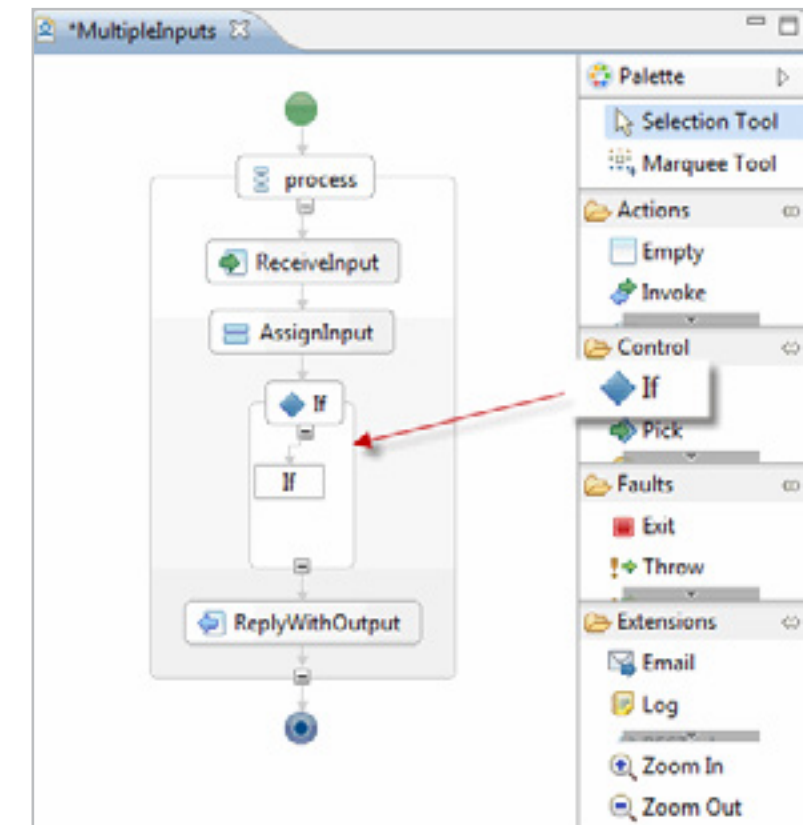 *MultipleInputs
process
ReceiveInput
AssignInput
If
If
ReplyWithOutput
Palette
Selection Tool
Marquee Tool
Actions
Empty
Invoke
Control
If
Pick
Faults
Exit
Throw
Extensions
Email
Log
Zoom In
Zoom Out